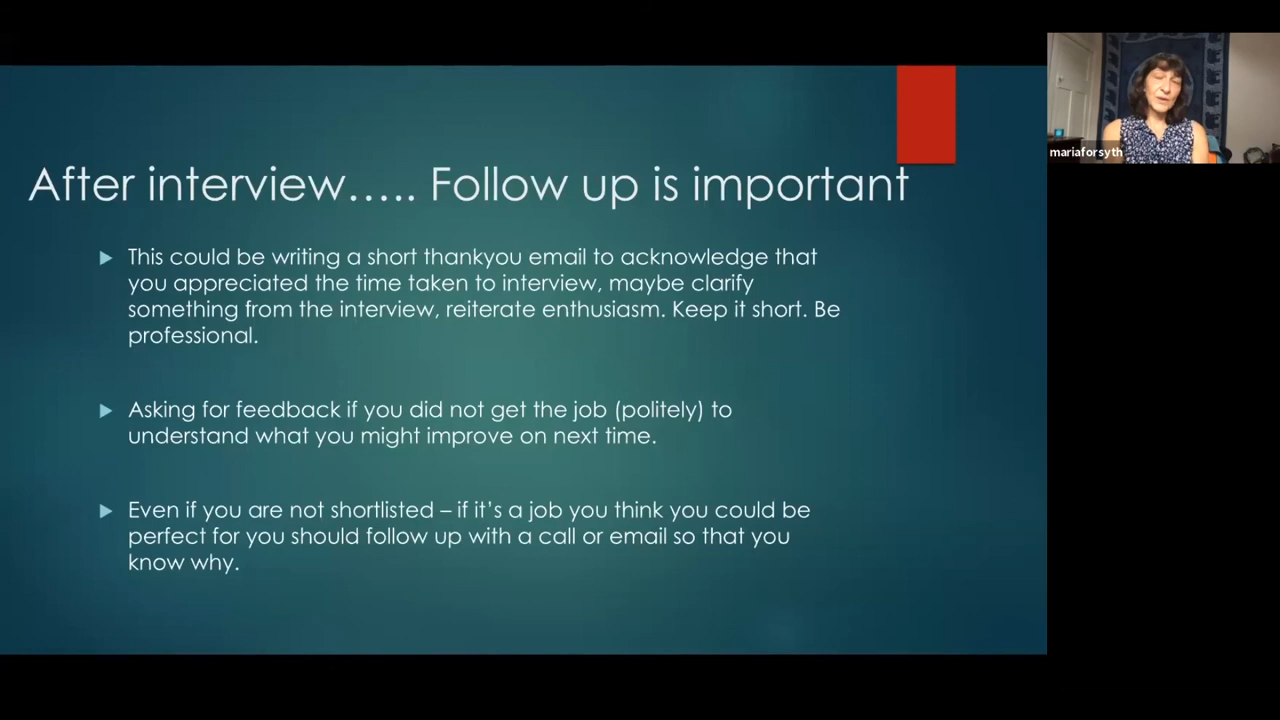 After interview….. Follow up is important
This could be writing a short thankyou email to acknowledge that
you appreciated the time taken to interview, maybe clarify
something from the interview, reiterate enthusiasm. Keep it short. Be
professional.
Asking for feedback if you did not get the job (politely) to
understand what you might improve on next time.
Even if you are not shortlisted – if it's a job you think you could be
perfect for you should follow up with a call or email so that you
know why.
mariaforsyth